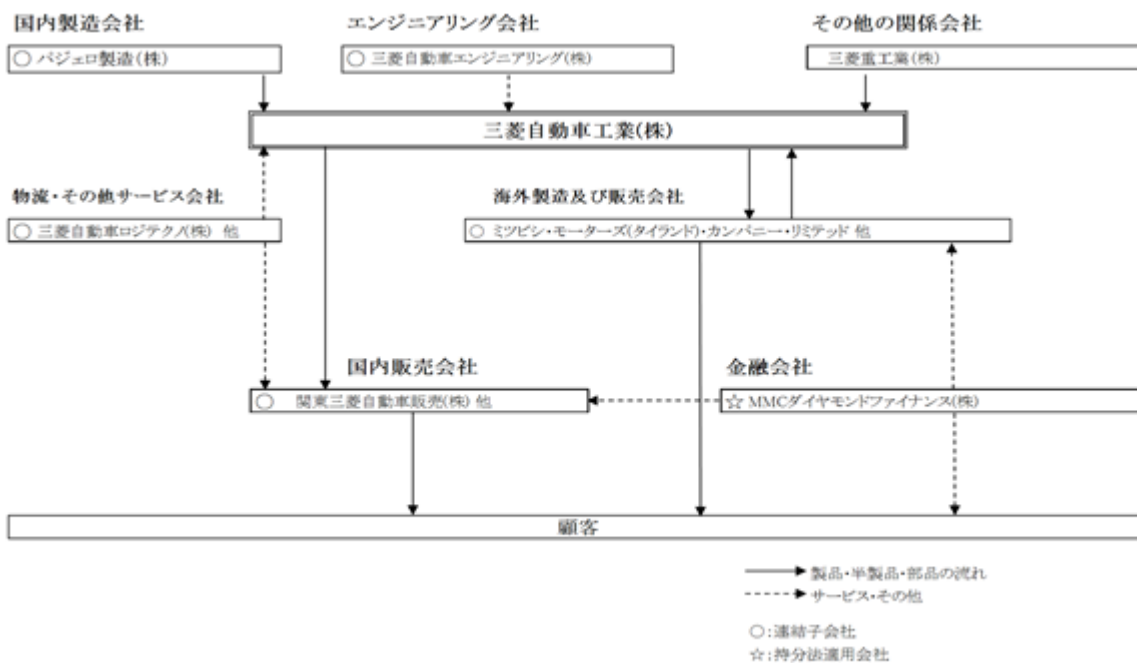 国内製造会社
エンジニアリング会社
その他の関係会社
○ パジェロ製造(株)
○ 三菱自動車エンジニアリング(株)
三菱重工業(株)
三菱自動車工業(株)
物流・その他サービス会社
海外製造及び販売会社
○ 三菱自動車ロジテクノ(株) 他
○ ミツビシ・モーターズ(タイランド)・カンパニー・リミテッド 他
国内販売会社
金融会社
○ 関東三菱自動車販売(株) 他
☆ MMCダイヤモンドファイナンス(株)
顧客
製品・半製品・部品の流れ
サービス・その他
○:連結子会社
☆:持分法適用会社